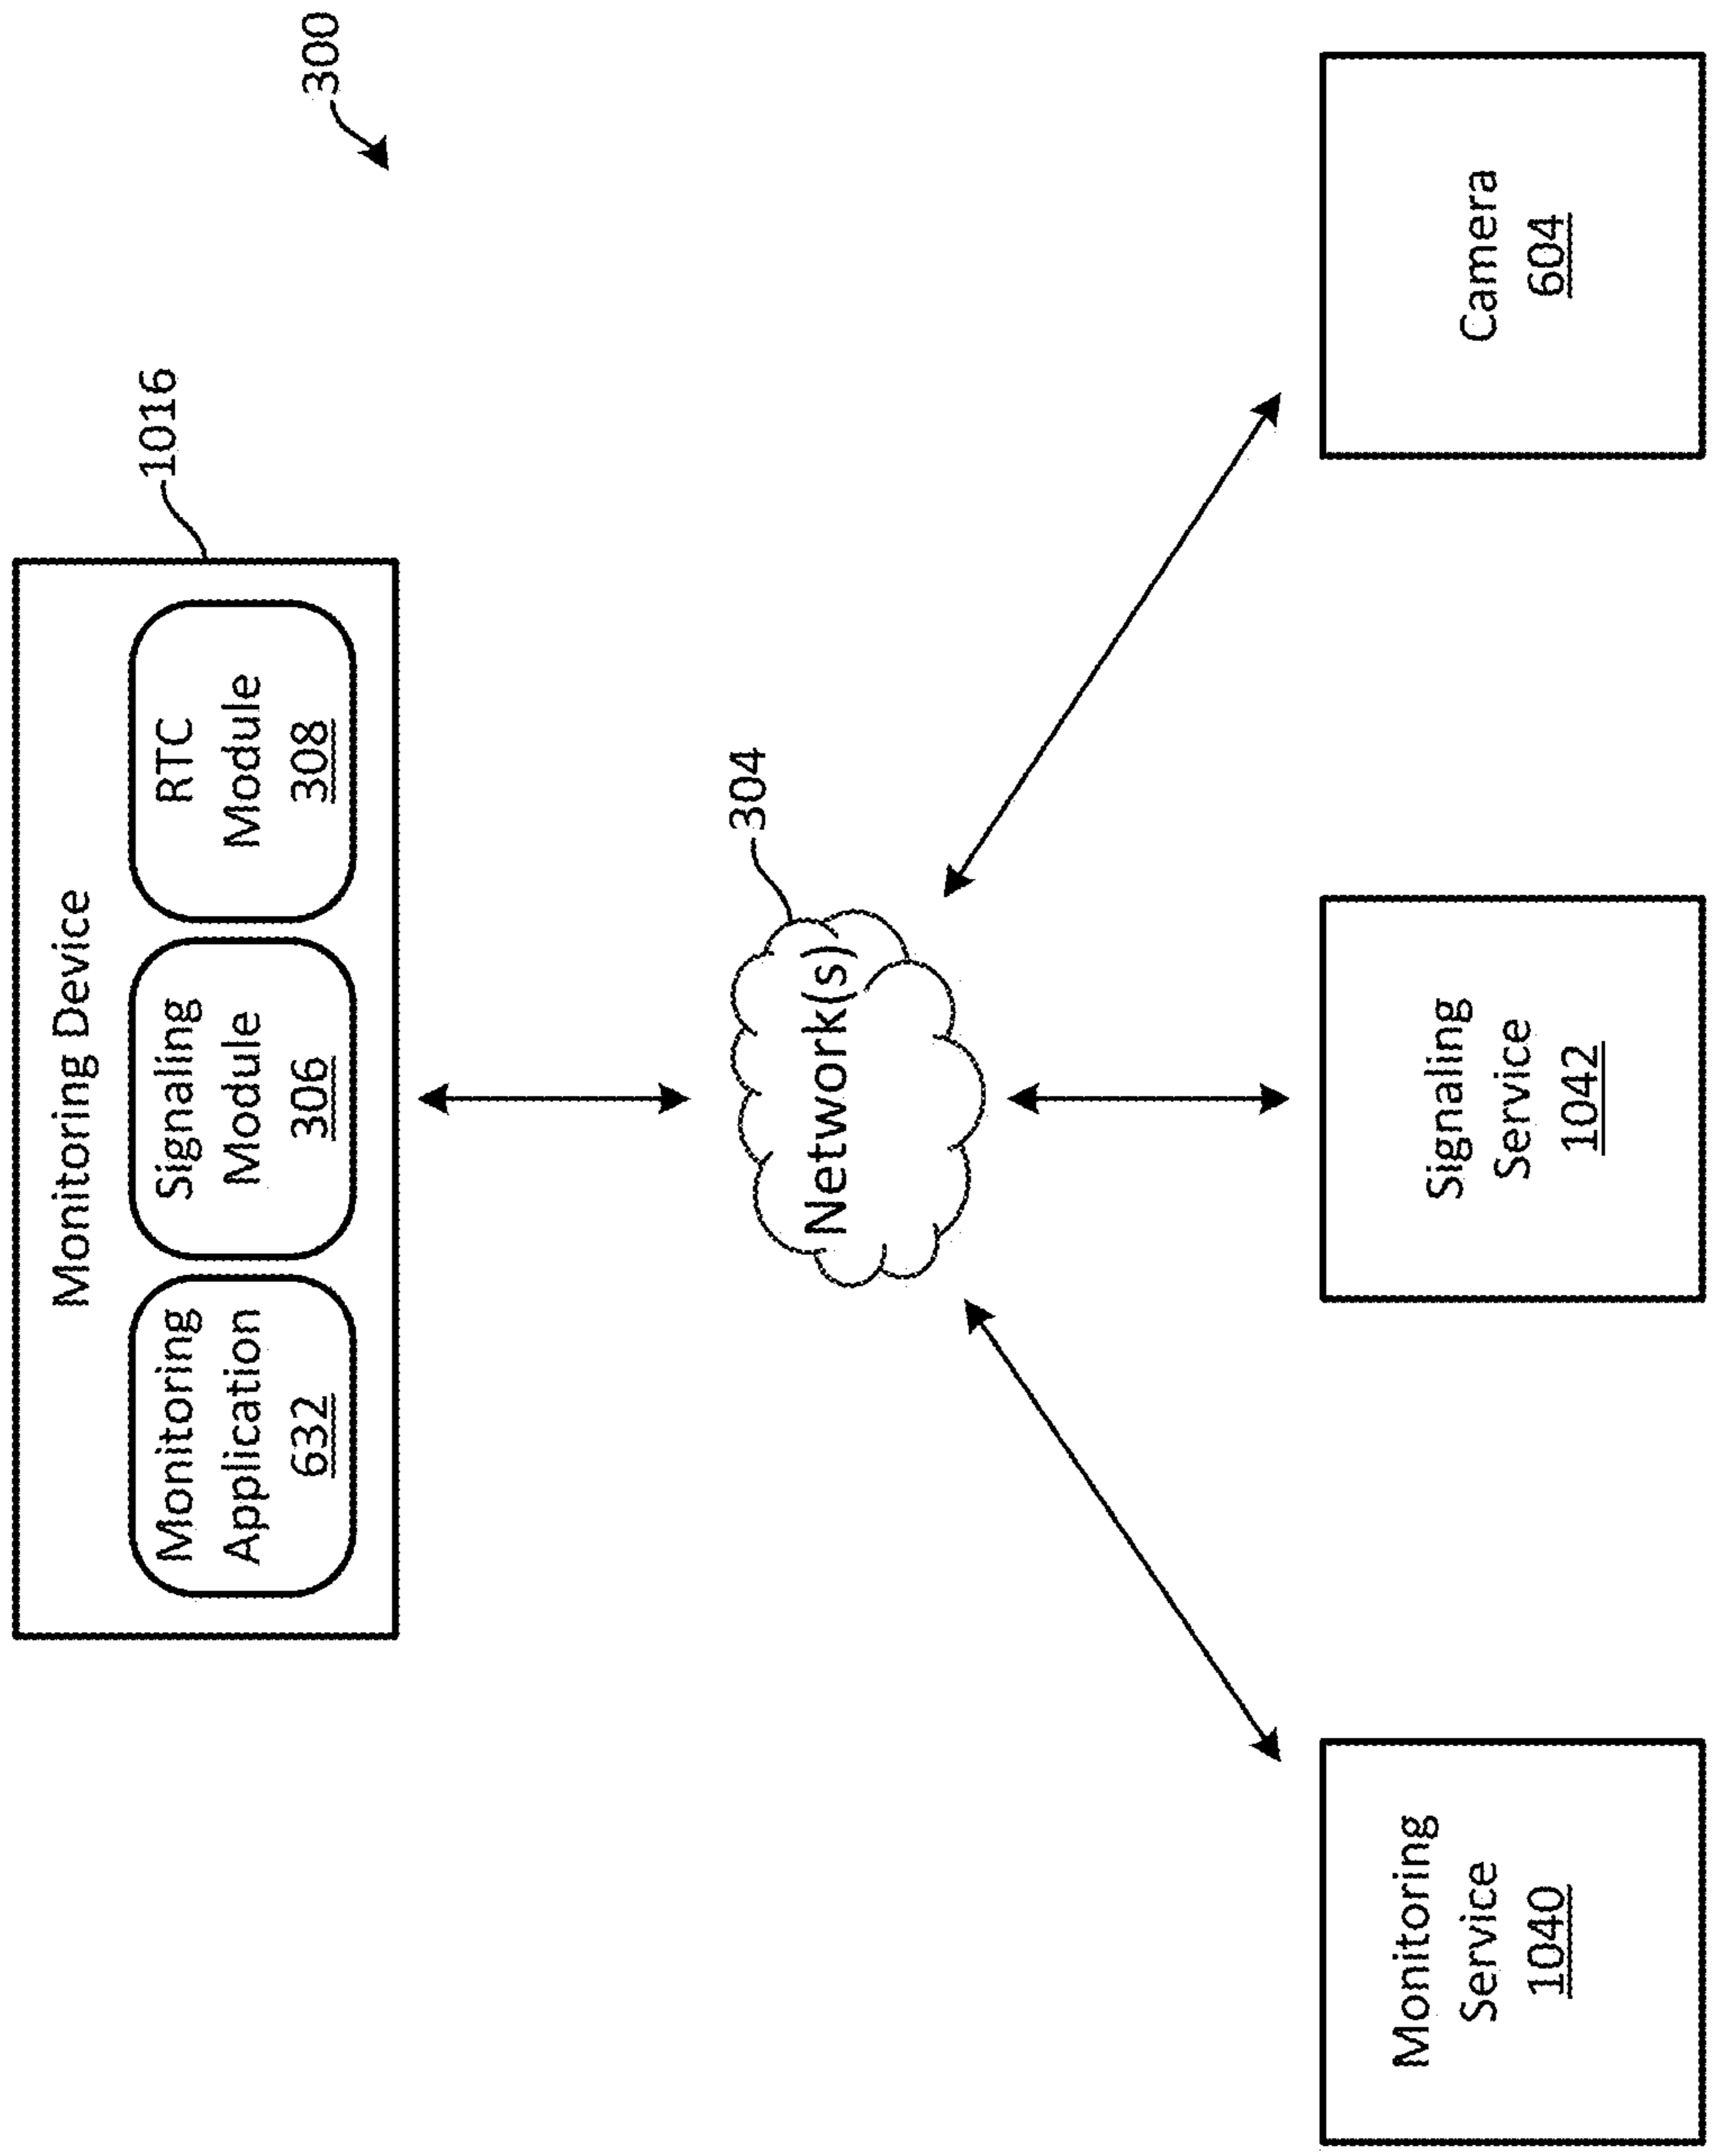 300
Monitoring Device
1016
Monitoring
Application
632
Signaling
Module
306
RTC
Module
308
304
Network(s)
Monitoring
Service
1040
Signaling
Service
1042
Camera
604